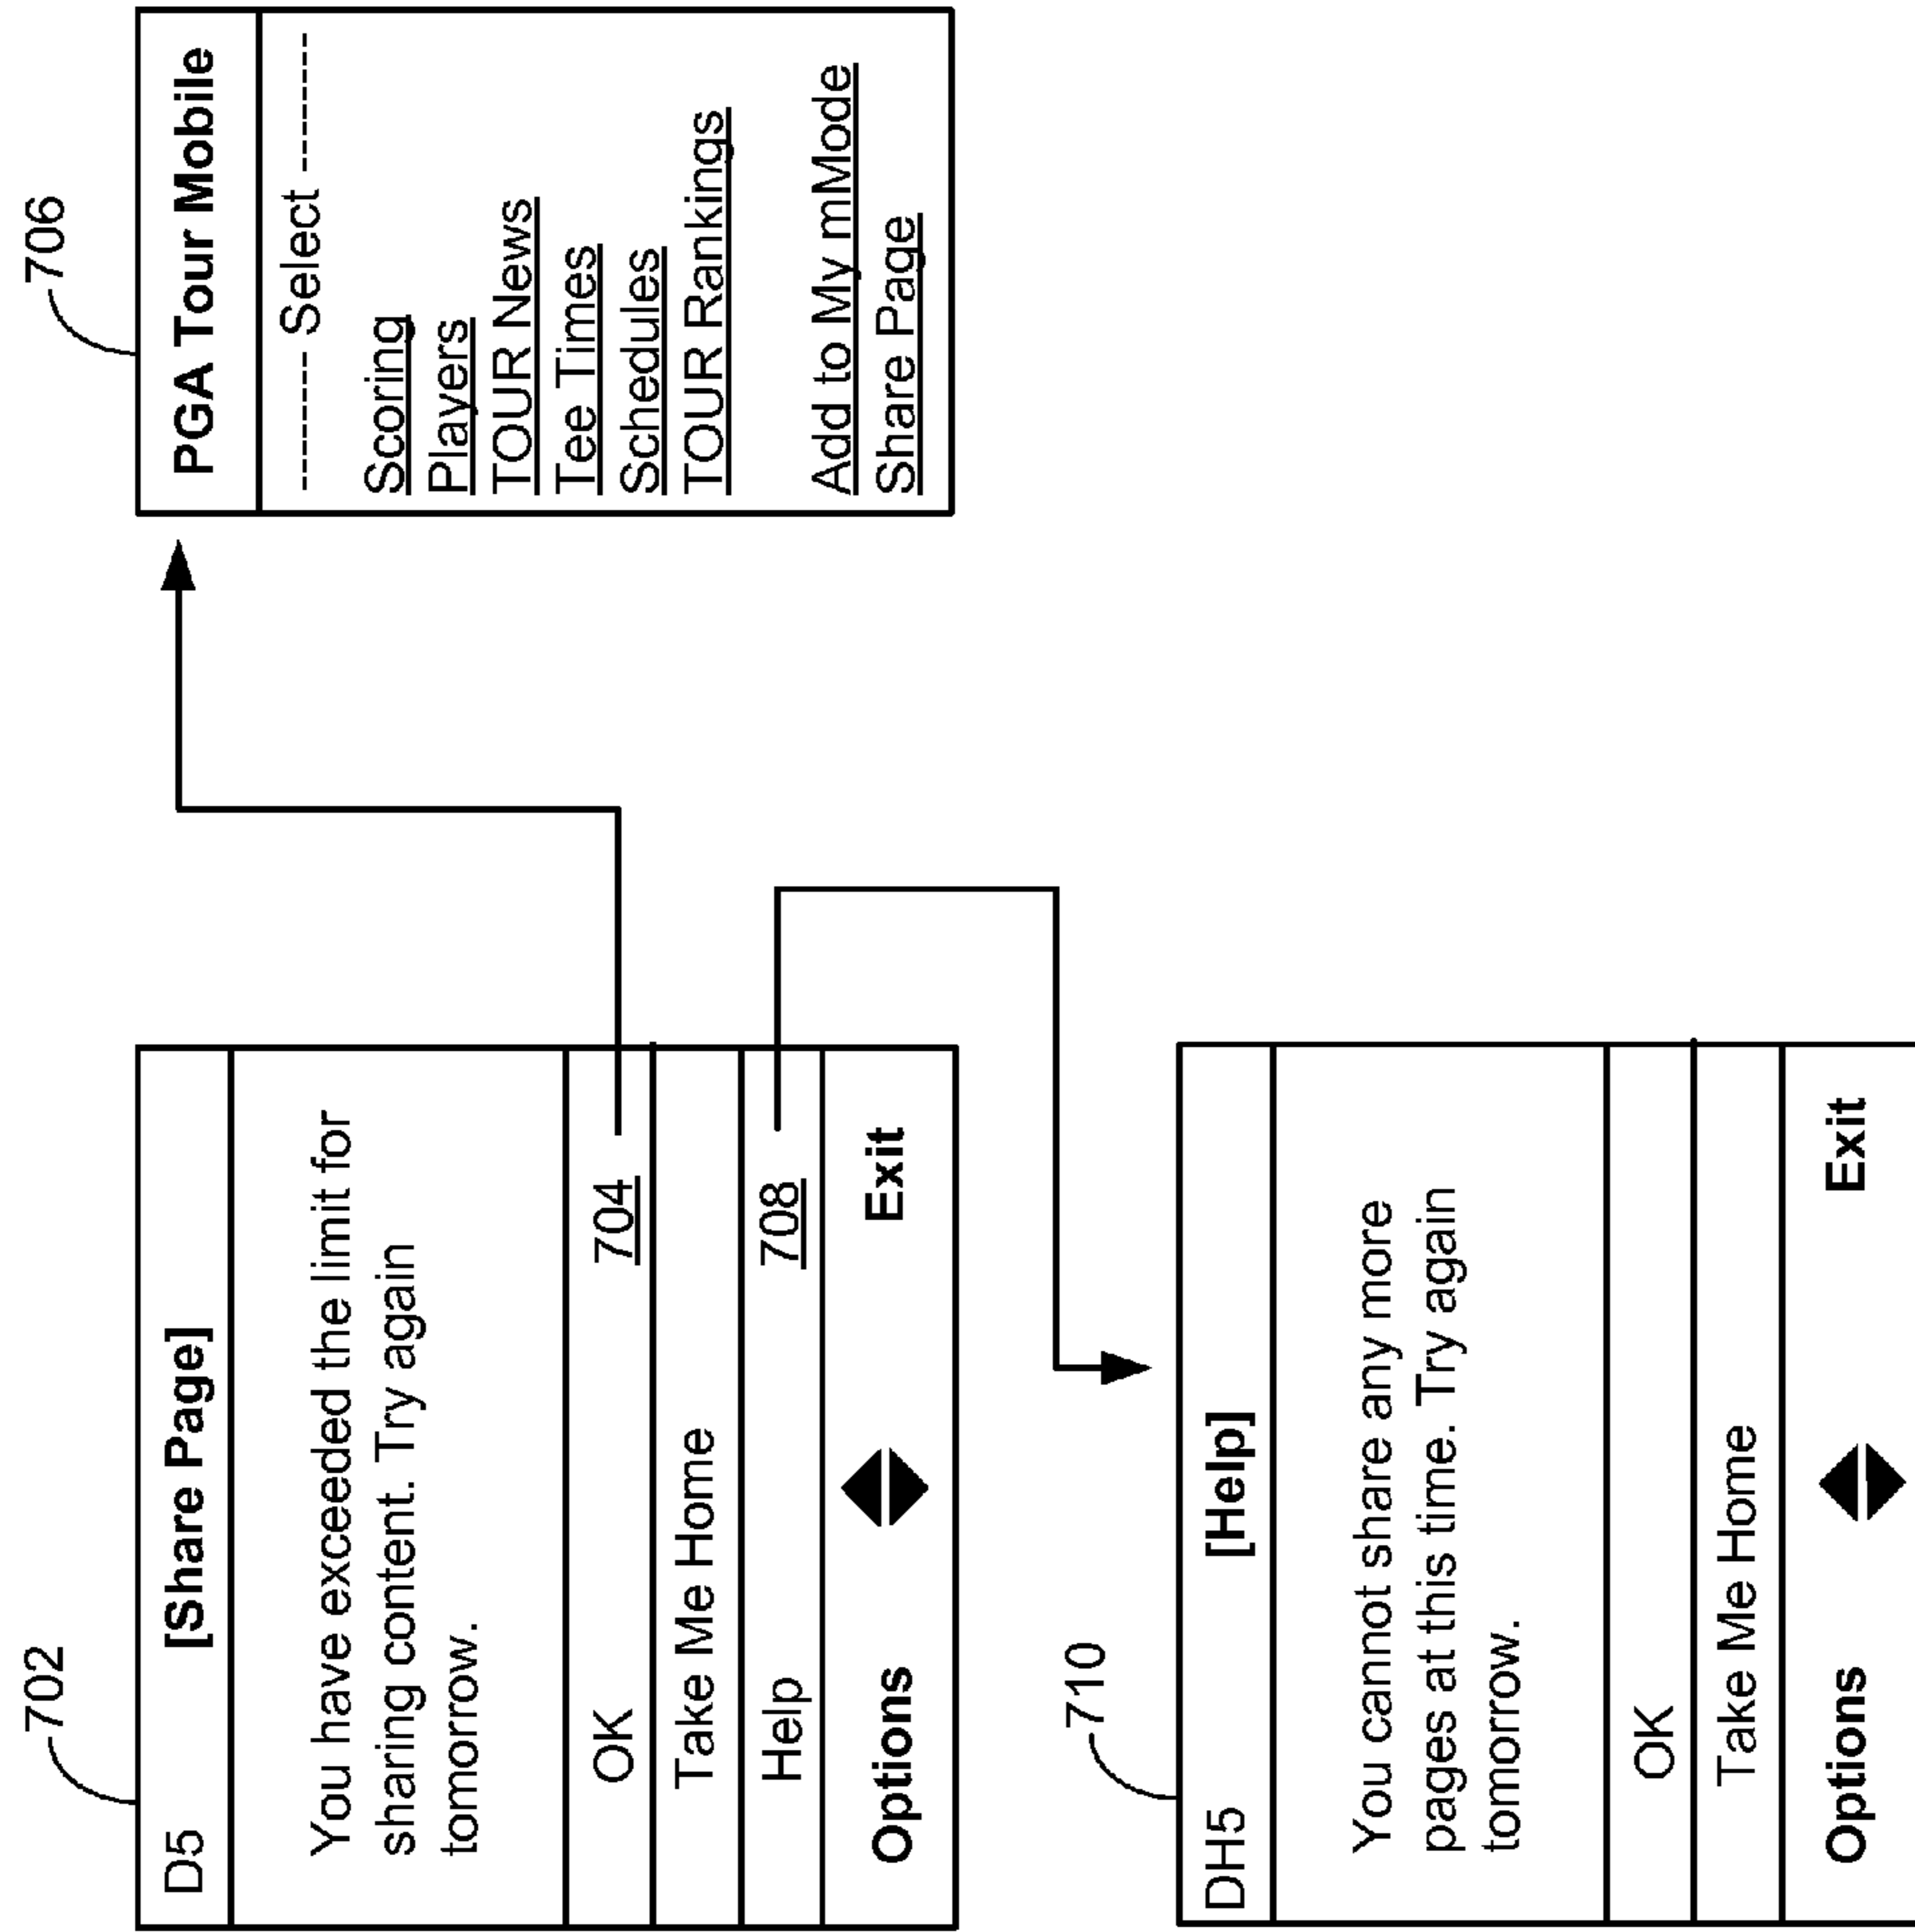 702
D5 [Share Page]
You have exceeded the limit for
sharing content. Try again
tomorrow.
OK 704
Take Me Home
Help 708
Options Exit
706
PGA Tour Mobile
-------- Select --------
Scoring
Players
TOUR News
Tee Times
Schedules
TOUR Rankings
Add to My mMode
Share Page
710
DH5 [Help]
You cannot share any more
pages at this time. Try again
tomorrow.
OK
Take Me Home
Options Exit